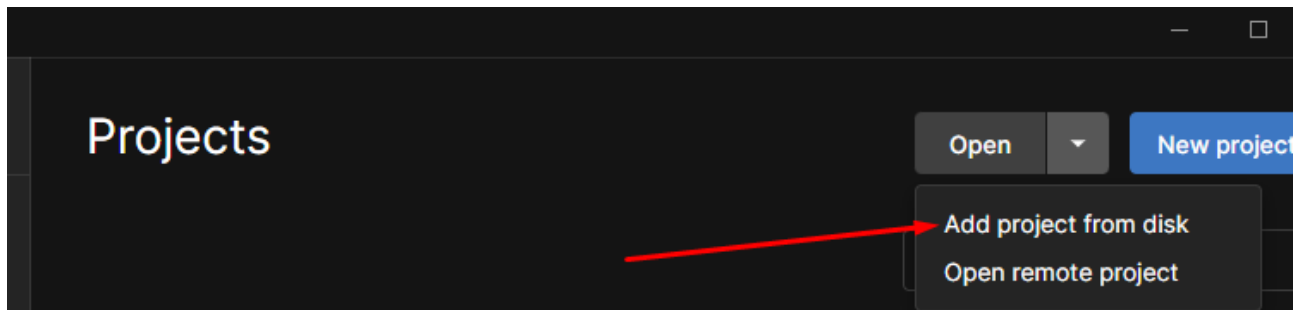 Projects
Open
New project
Add project from disk
Open remote project